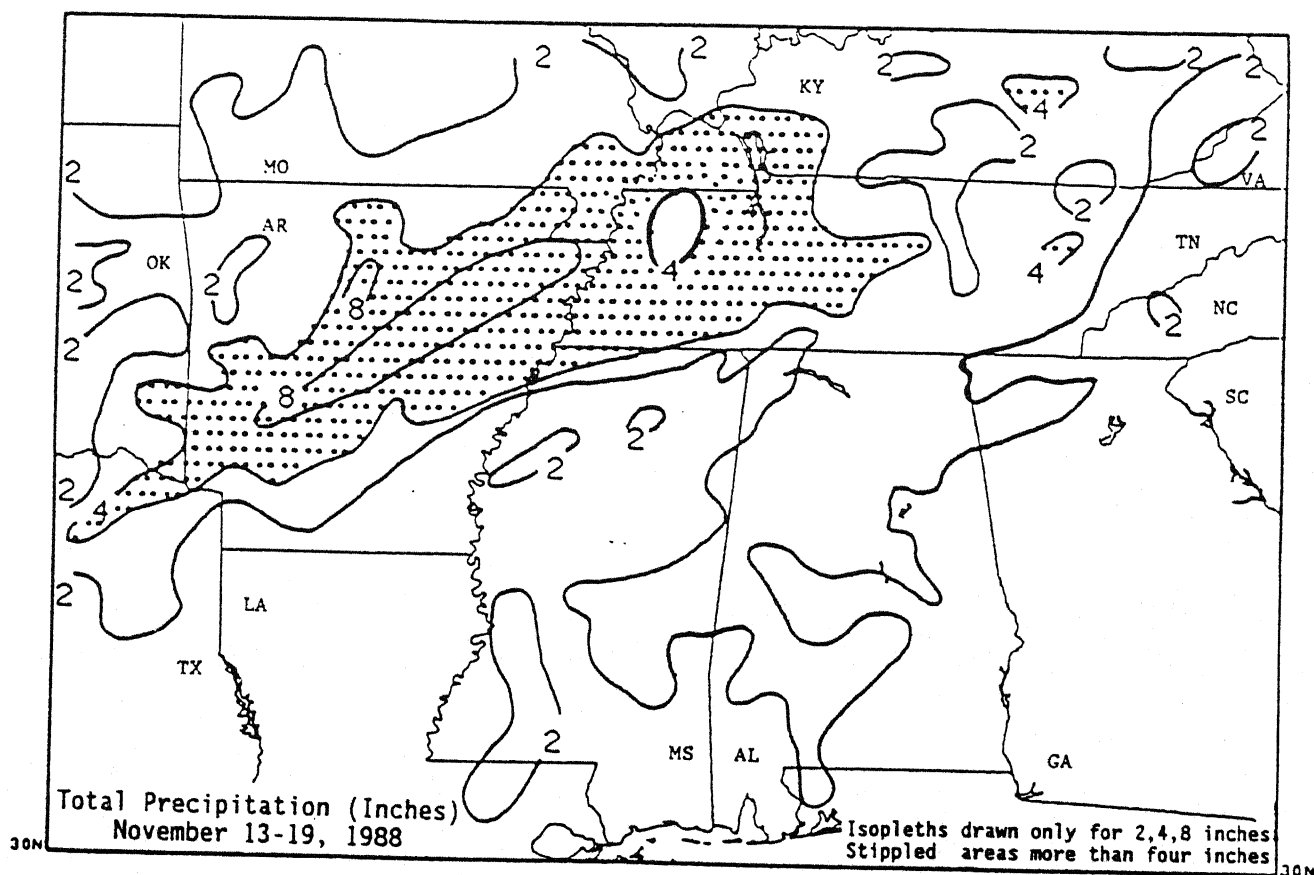 2
2
2
2
KY
2
4
2
2
MO
2
VA
2
AR
2
OK
2
2
4
4
TN
8
2
NC
2
8
SC
2
2
2
4
2
LA
TX
2
MS
AL
GA
Total Precipitation (Inches)
November 13-19, 1988
Isopleths drawn only for 2,4,8 inches
Stippled areas more than four inches
30N
30N